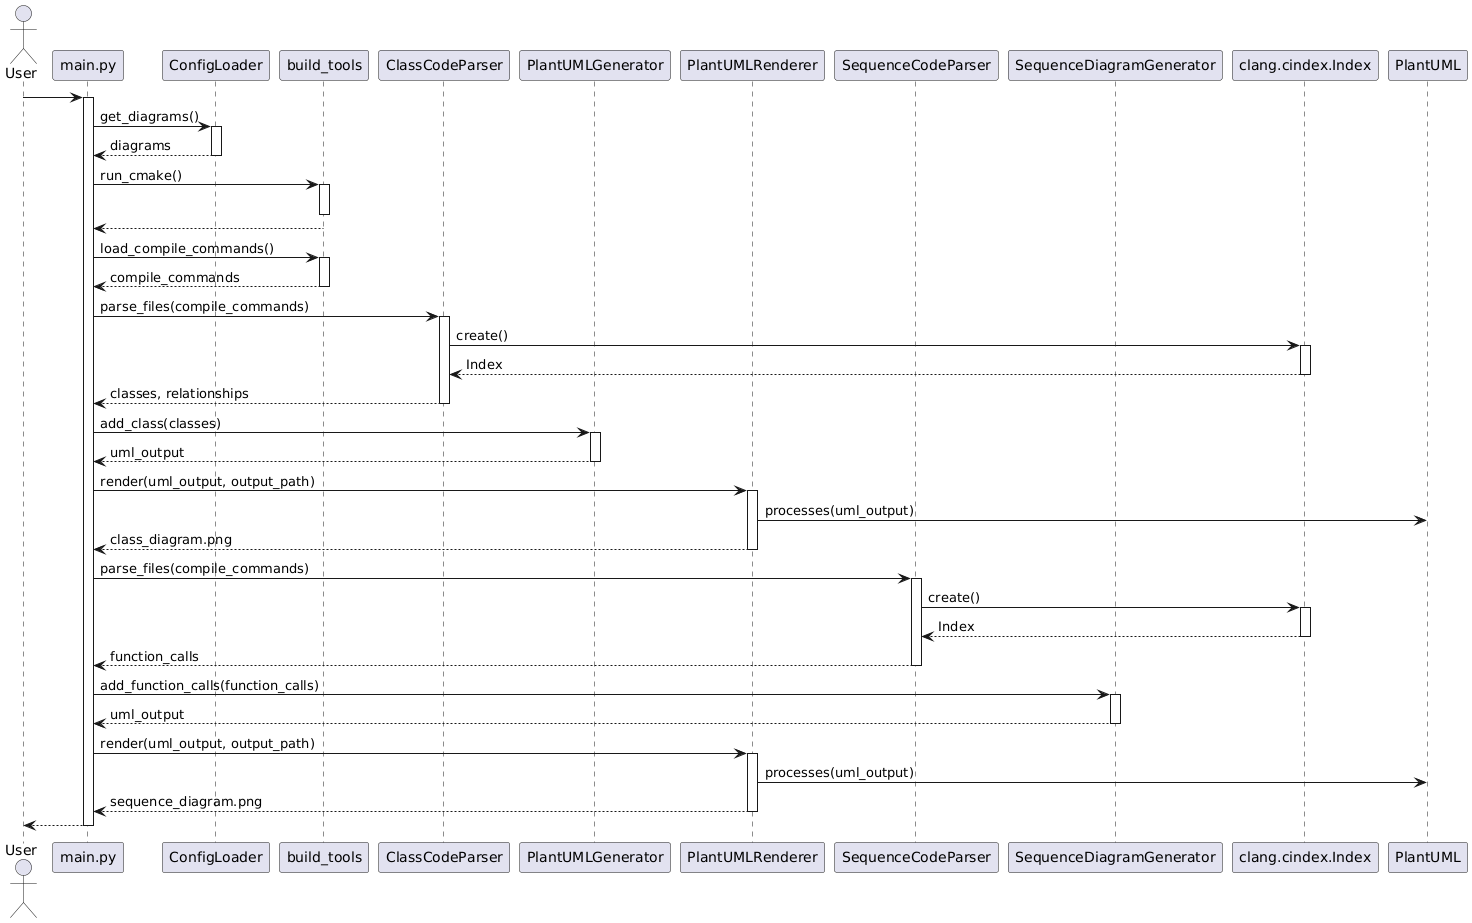 User
main.py
ConfigLoader
build_tools
ClassCodeParser
PlantUMLGenerator
PlantUMLRenderer
SequenceCodeParser
SequenceDiagramGenerator
clang.cindex.Index
PlantUML
get_diagrams()
diagrams
run_cmake()
load_compile_commands()
compile_commands
parse_files(compile_commands)
create()
Index
classes, relationships
add_class(classes)
uml_output
render(uml_output, output_path)
processes(uml_output)
class_diagram.png
parse_files(compile_commands)
create()
Index
function_calls
add_function_calls(function_calls)
uml_output
render(uml_output, output_path)
processes(uml_output)
sequence_diagram.png
User
main.py
ConfigLoader
build_tools
ClassCodeParser
PlantUMLGenerator
PlantUMLRenderer
SequenceCodeParser
SequenceDiagramGenerator
clang.cindex.Index
PlantUML